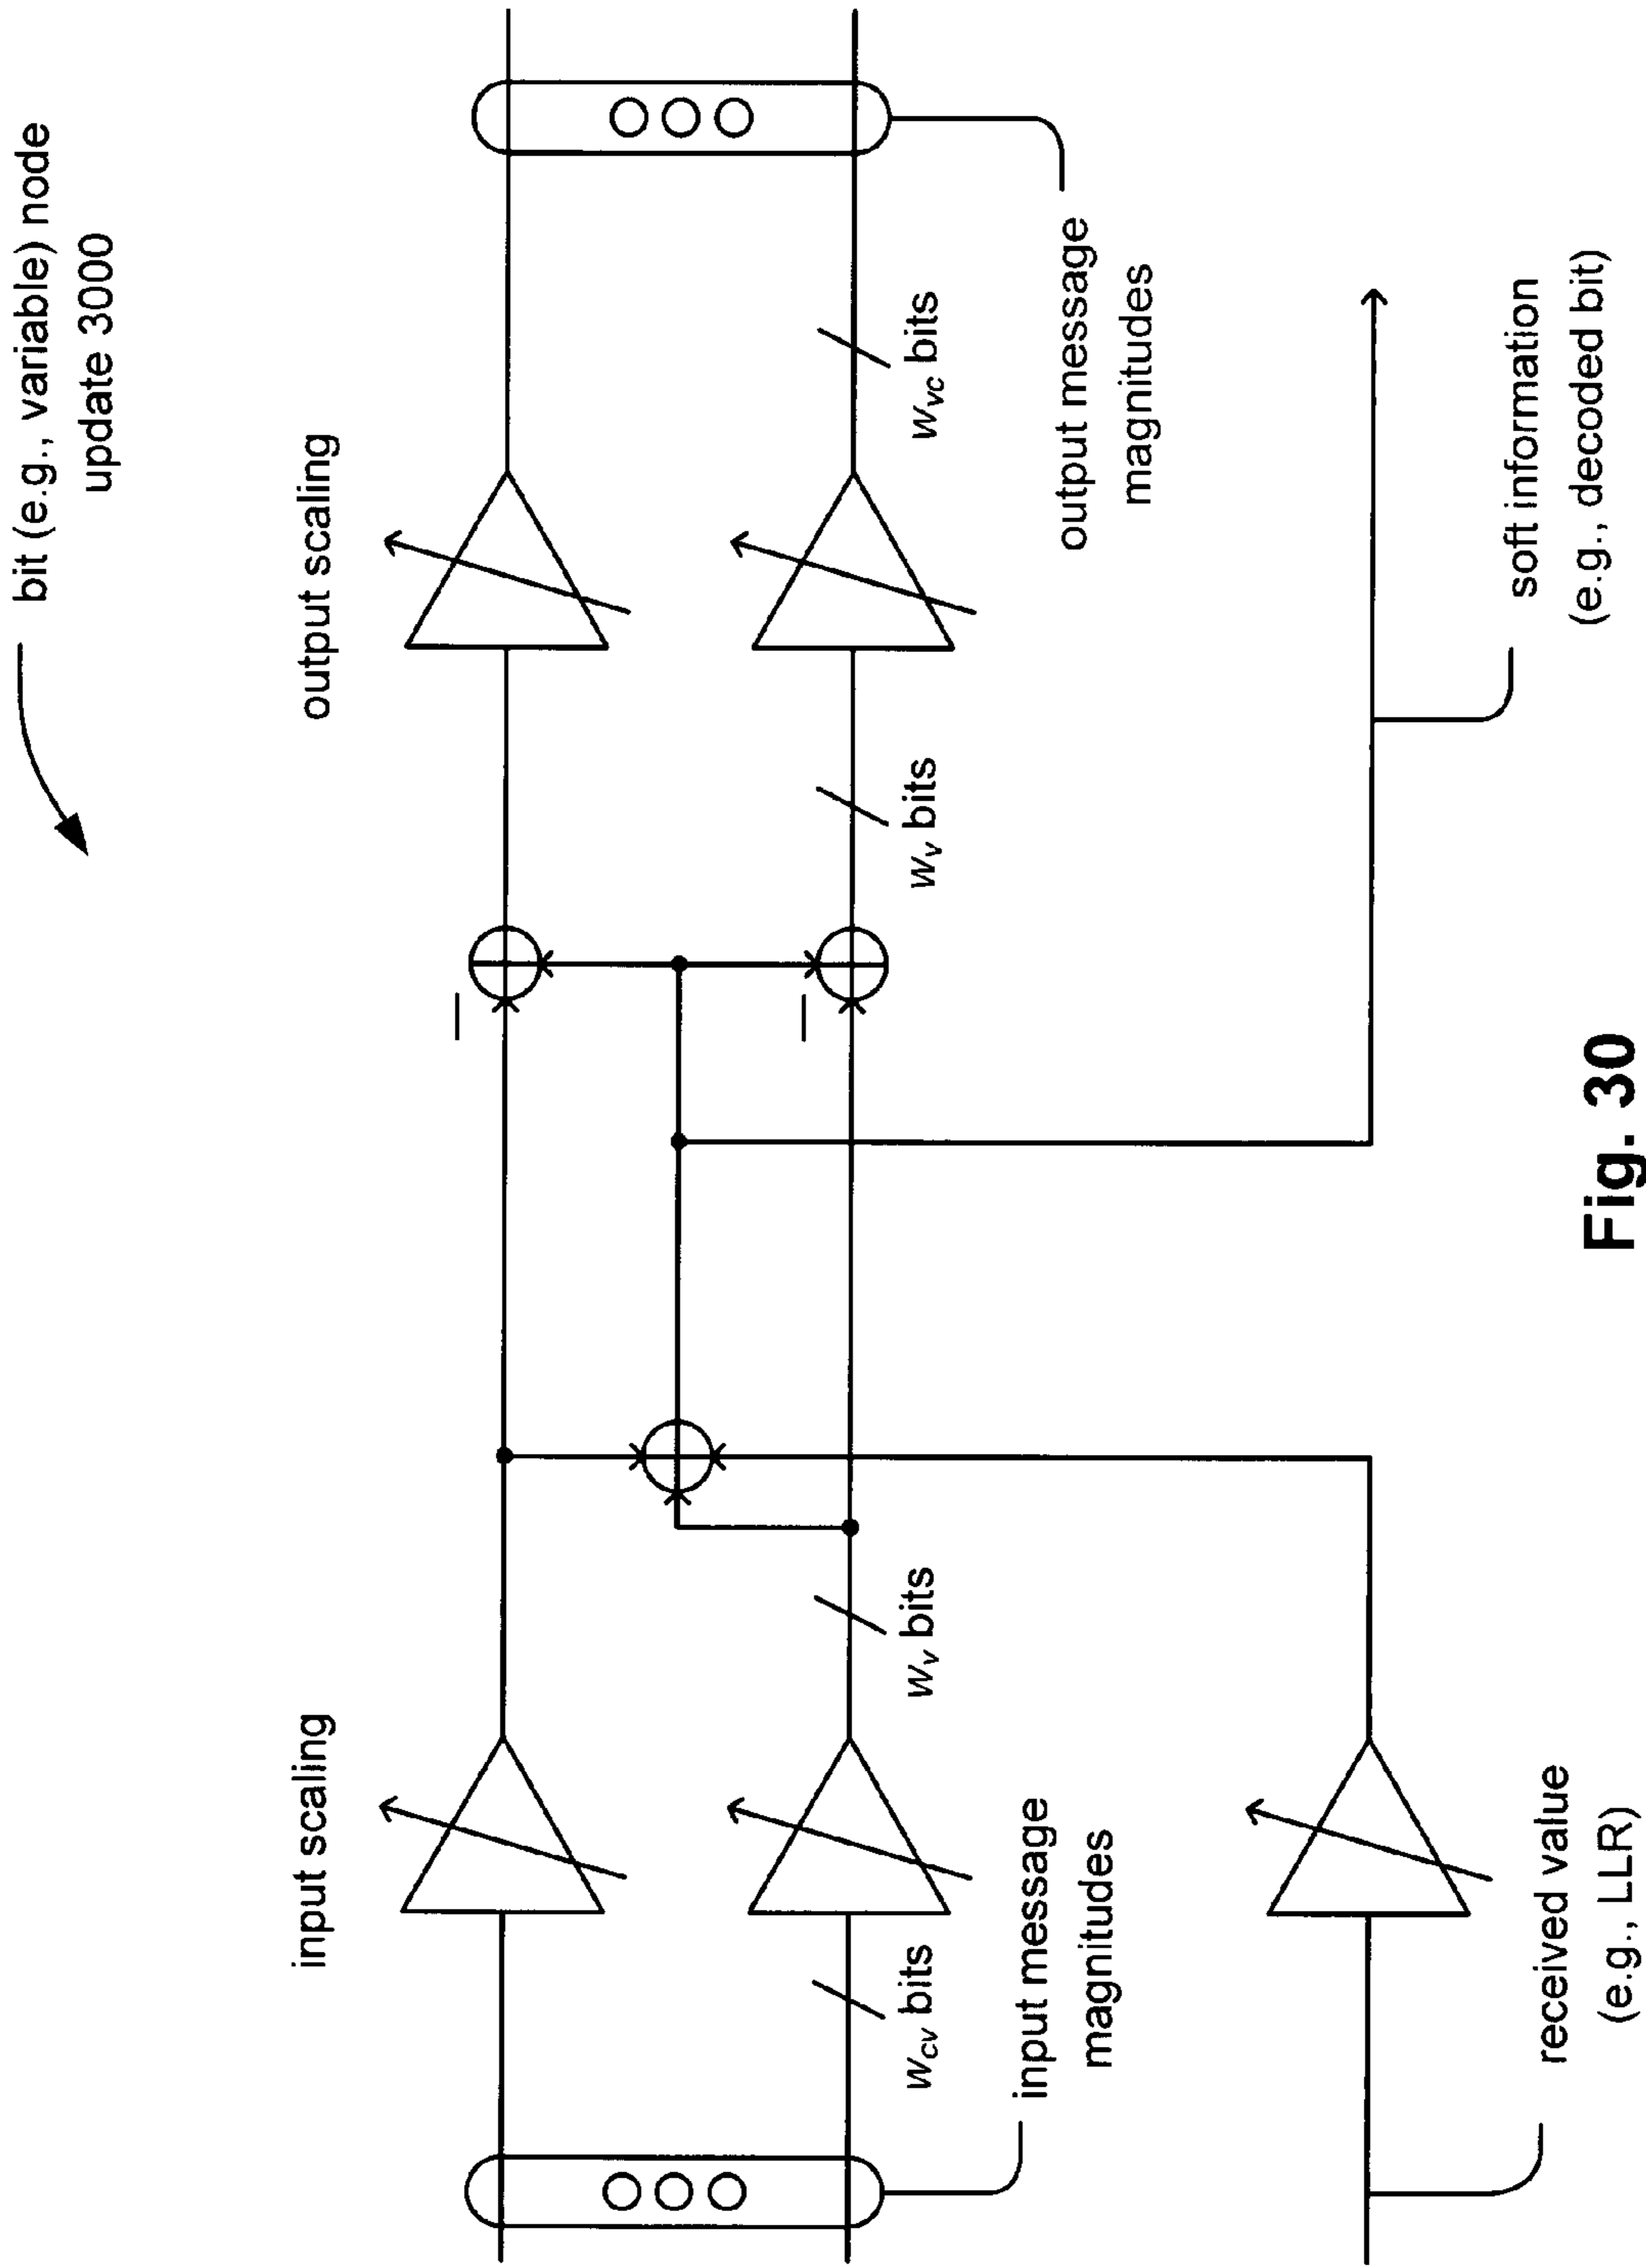 bit (e.g., variable) node
update 3000
input scaling
output scaling
w_cv bits
w_v bits
w_v bits
w_vc bits
input message
magnitudes
output message
magnitudes
received value
(e.g., LLR)
soft information
(e.g., decoded bit)
Fig. 30